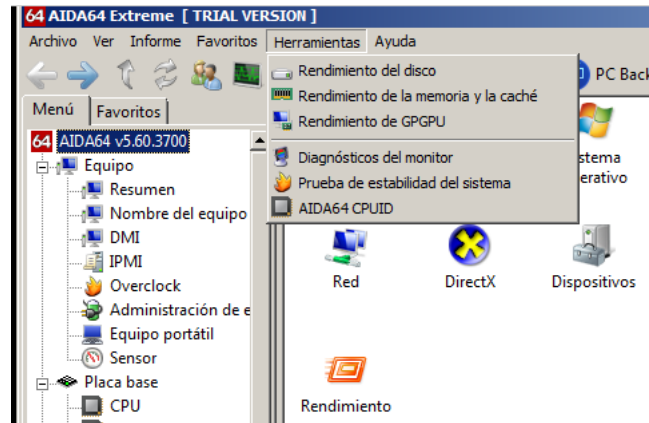 64 AIDA64 Extreme [ TRIAL VERSION ]
Archivo Ver Informe Favoritos Herramientas Ayuda
Rendimiento del disco
Rendimiento de la memoria y la caché
Rendimiento de GPGPU
Diagnósticos del monitor
Prueba de estabilidad del sistema
AIDA64 CPUID
PC Back
Menú Favoritos
64 AIDA64 v5.60.3700
Equipo
Resumen
Nombre del equipo
DMI
IPMI
Overclock
Administración de e
Equipo portátil
Sensor
Placa base
CPU
stema
erativo
Red DirectX Dispositivos
Rendimiento